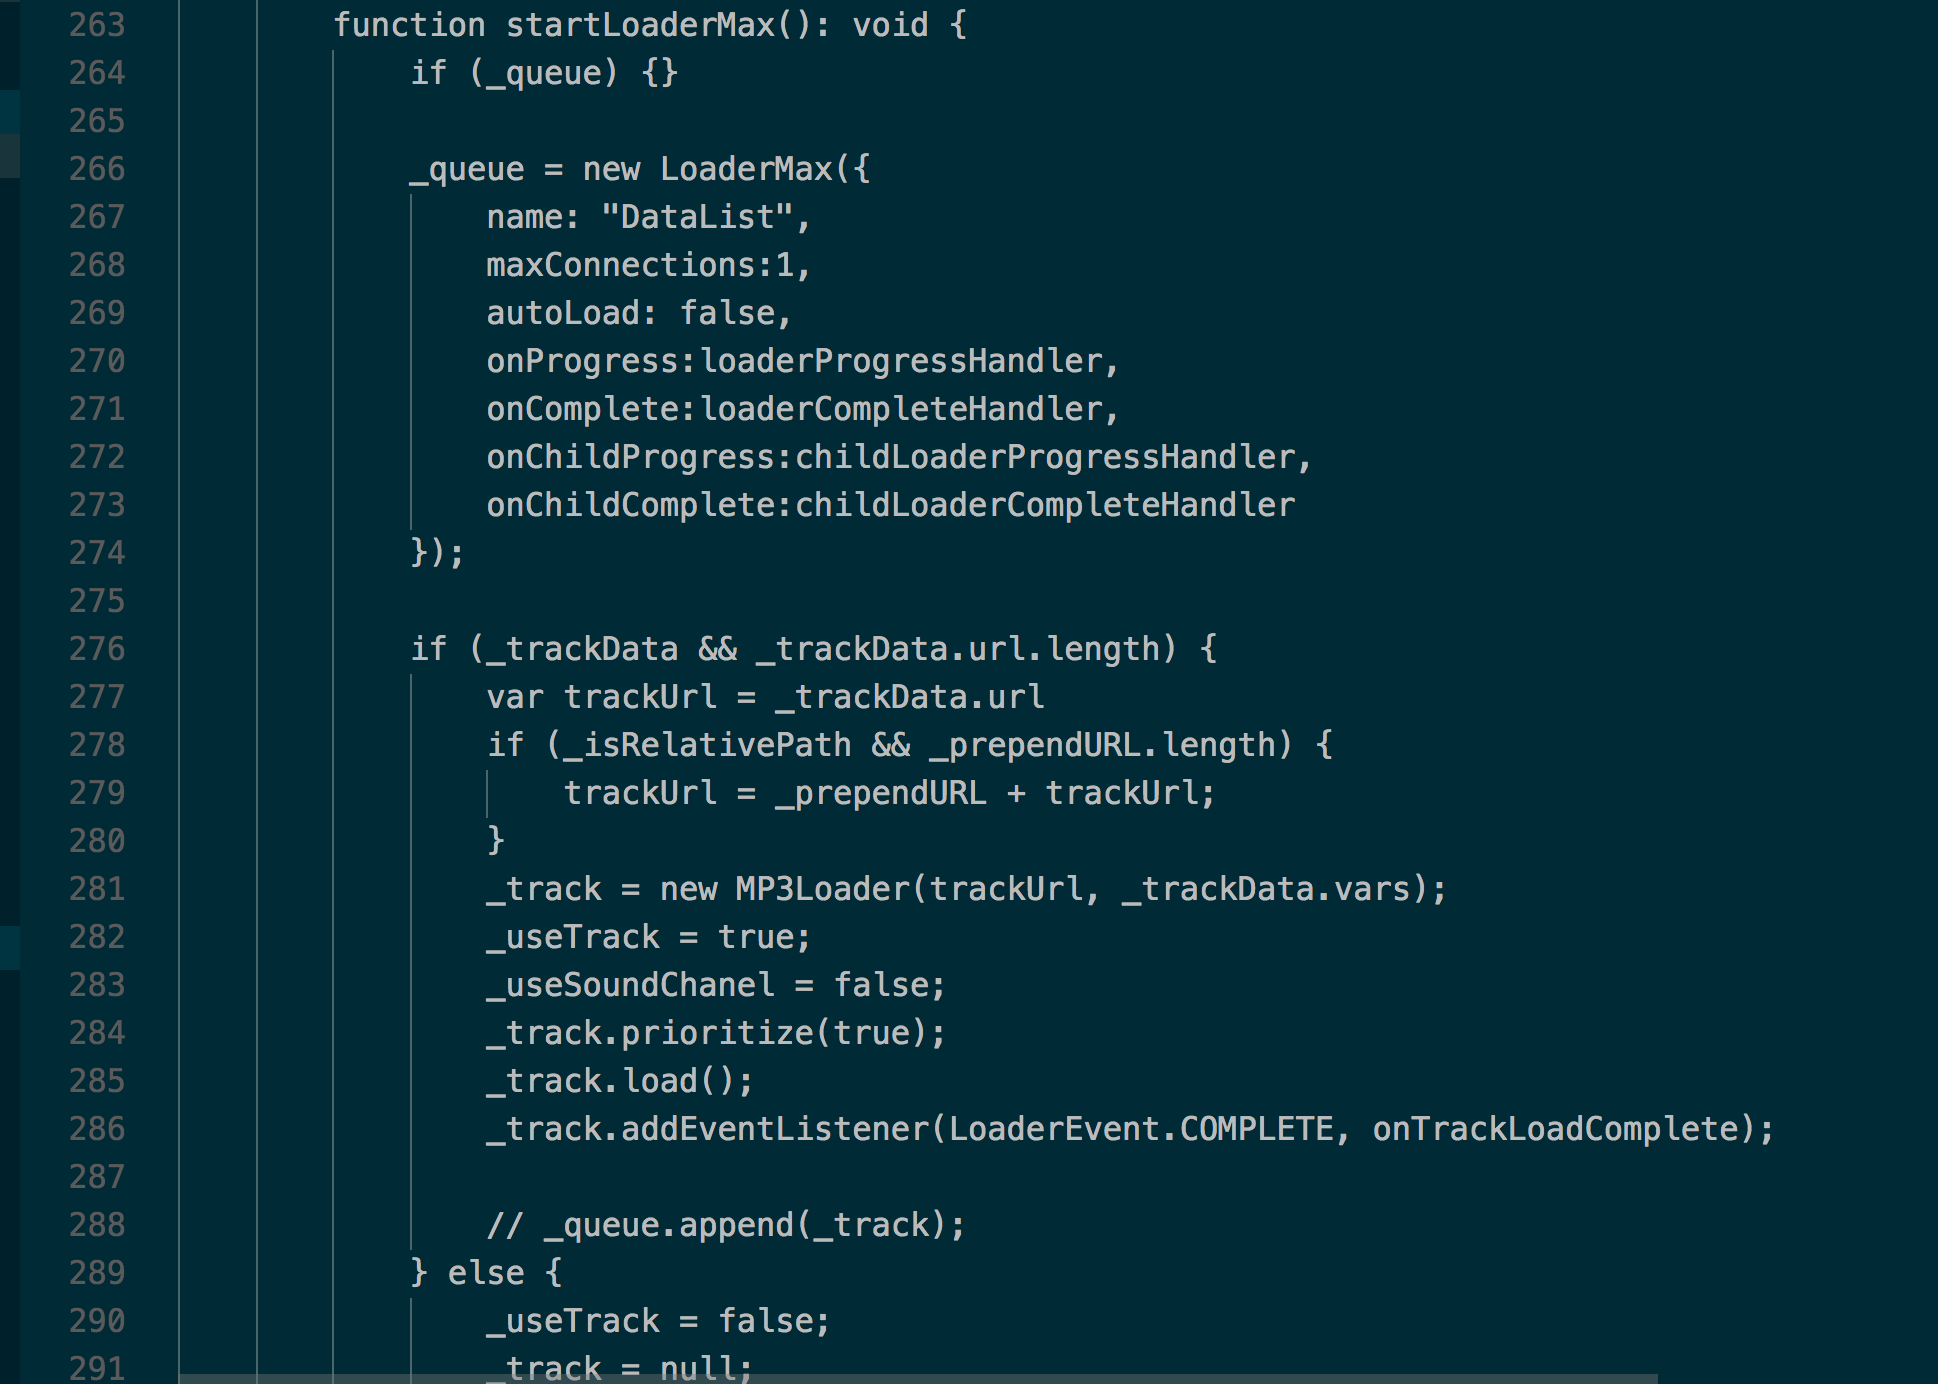 263 function startLoaderMax(): void {
264 if (_queue) {}
265
266 _queue = new LoaderMax({
267 name: "DataList",
268 maxConnections:1,
269 autoLoad: false,
270 onProgress:loaderProgressHandler,
271 onComplete:loaderCompleteHandler,
272 onChildProgress:childLoaderProgressHandler,
273 onChildComplete:childLoaderCompleteHandler
274 });
275
276 if (_trackData && _trackData.url.length) {
277 var trackUrl = _trackData.url
278 if (_isRelativePath && _prependURL.length) {
279 trackUrl = _prependURL + trackUrl;
280 }
281 _track = new MP3Loader(trackUrl, _trackData.vars);
282 _useTrack = true;
283 _useSoundChanel = false;
284 _track.prioritize(true);
285 _track.load();
286 _track.addEventListener(LoaderEvent.COMPLETE, onTrackLoadComplete);
287
288 // _queue.append(_track);
289 } else {
290 _useTrack = false;
291 _track = null;